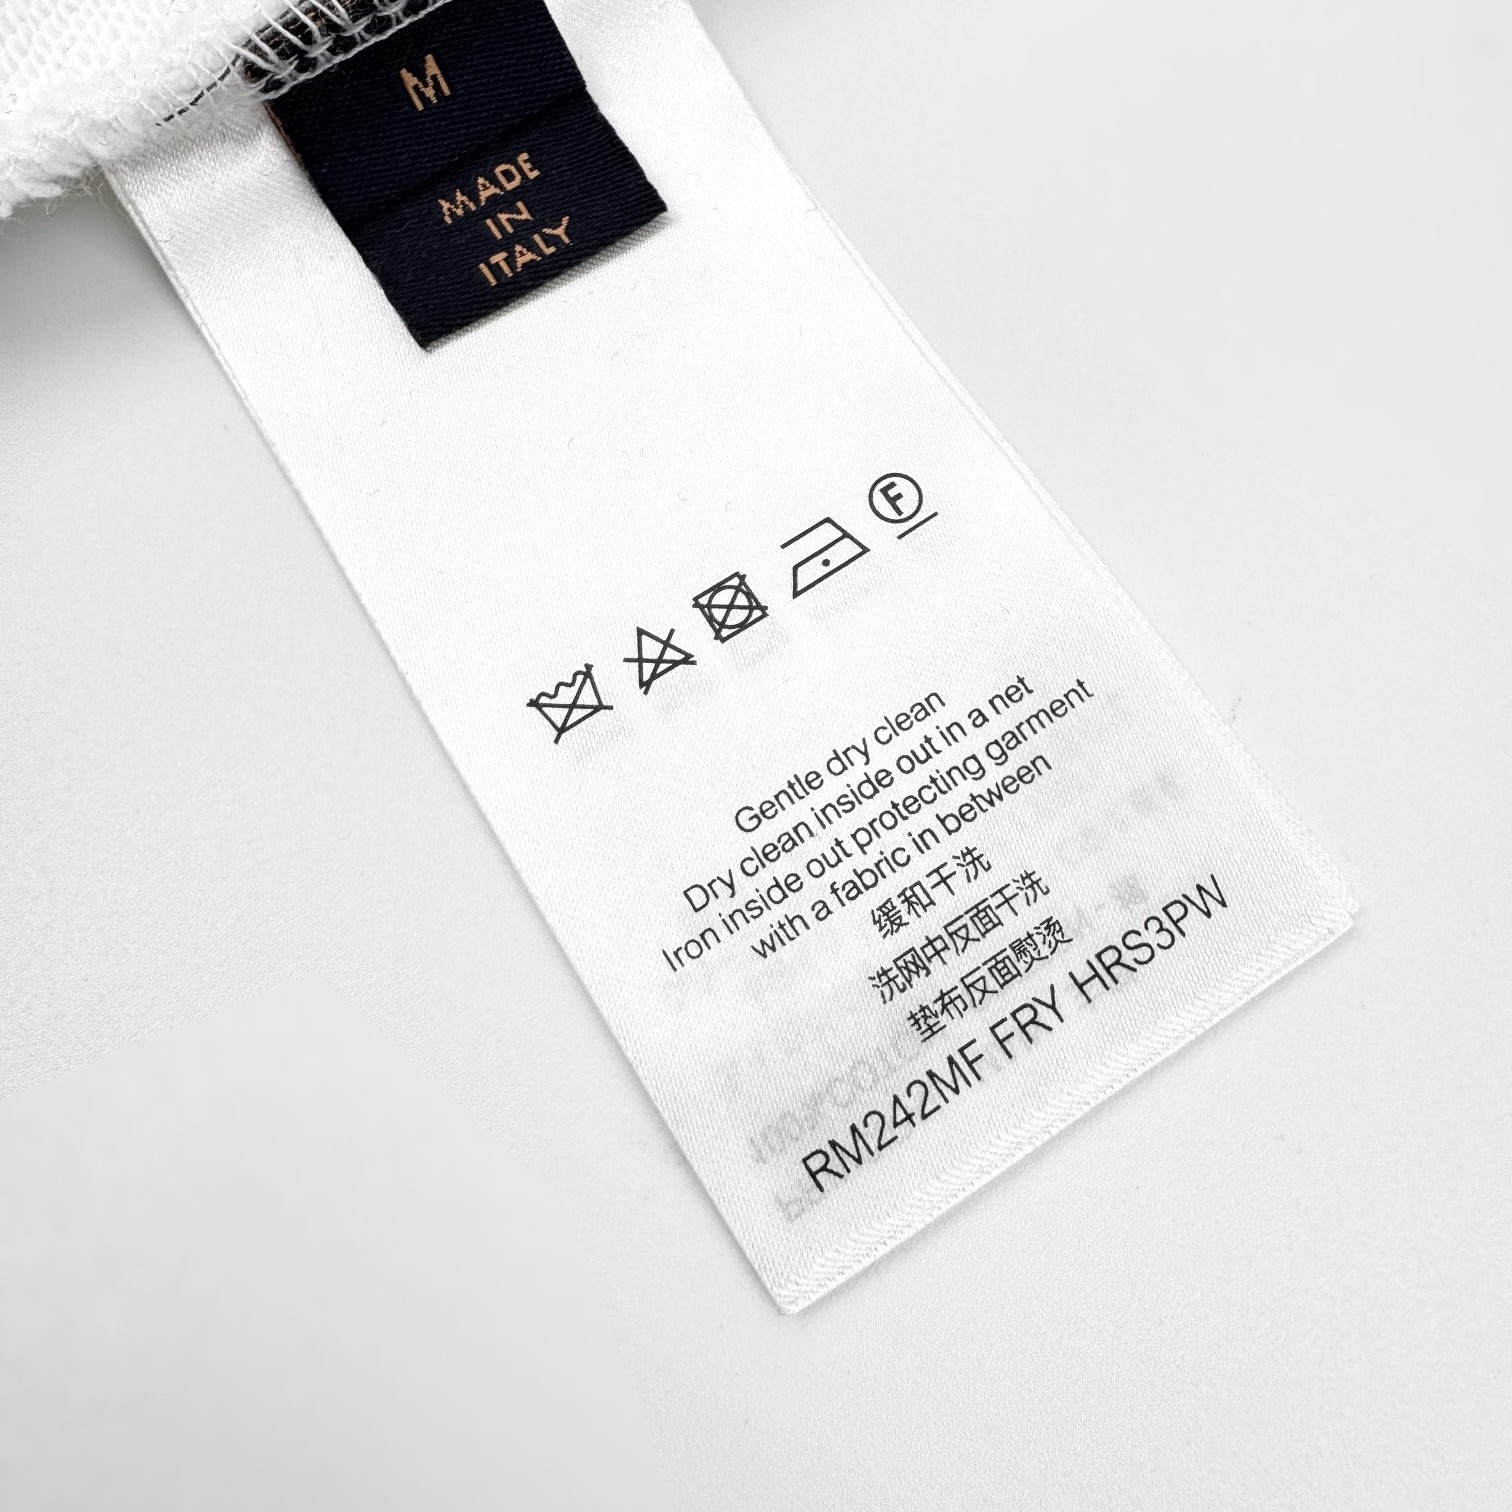 M
MADE
IN
ITALY
F
Gentle dry clean
Dry clean inside out in a net
Iron inside out protecting garment
with a fabric in between
缓和干洗
洗网中反面干洗
垫布反面熨烫
RM242MF FRY HRS3PW